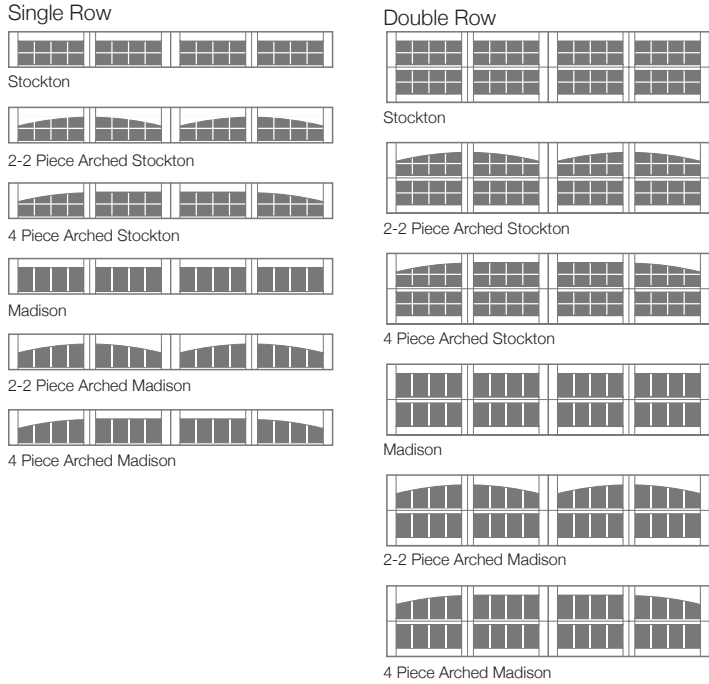 Single Row
Stockton
2-2 Piece Arched Stockton
4 Piece Arched Stockton
Madison
2-2 Piece Arched Madison
4 Piece Arched Madison
Double Row
Stockton
2-2 Piece Arched Stockton
4 Piece Arched Stockton
Madison
2-2 Piece Arched Madison
4 Piece Arched Madison